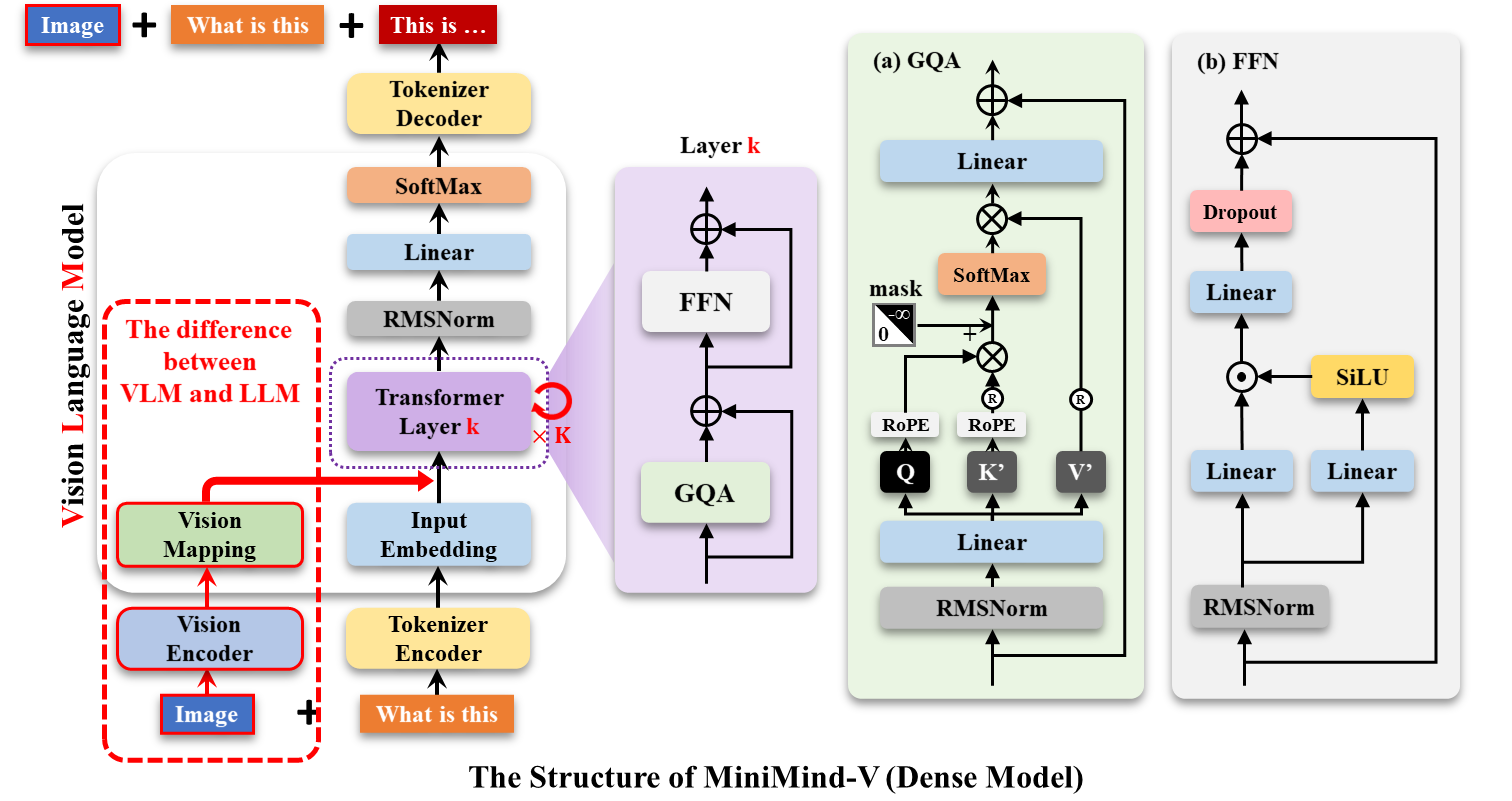 Image + What is this + This is …
Tokenizer
Decoder
SoftMax
Linear
RMSNorm
Transformer
Layer k
× K
Vision Language Model
The difference
between
VLM and LLM
Vision
Mapping
Input
Embedding
Vision
Encoder
Tokenizer
Encoder
Image + What is this
Layer k
FFN
GQA
(a) GQA
Linear
SoftMax
mask
-∞
0
+
R
R
RoPE
RoPE
Q
K’
V’
Linear
RMSNorm
(b) FFN
Dropout
Linear
SiLU
Linear
Linear
RMSNorm
The Structure of MiniMind-V (Dense Model)